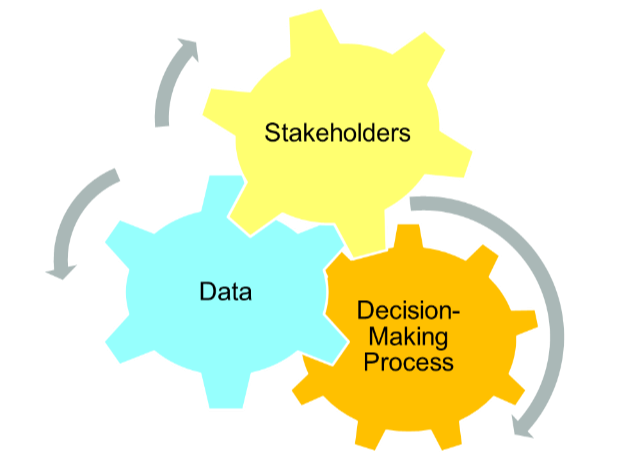 Stakeholders
Data
Decision-
Making
Process